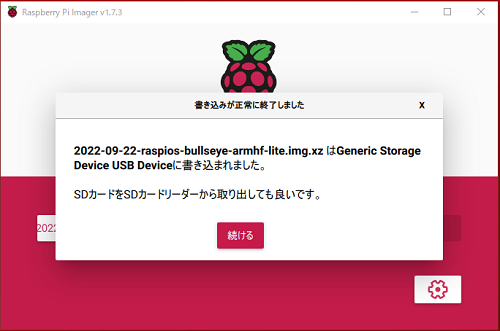 Raspberry Pi Imager v1.7.3
書き込みが正常に終了しました
X
2022-09-22-raspios-bullseye-armhf-lite.img.xz はGeneric Storage
Device USB Deviceに書き込まれました。
SDカードをSDカードリーダーから取り出しても良いです。
続ける
2022